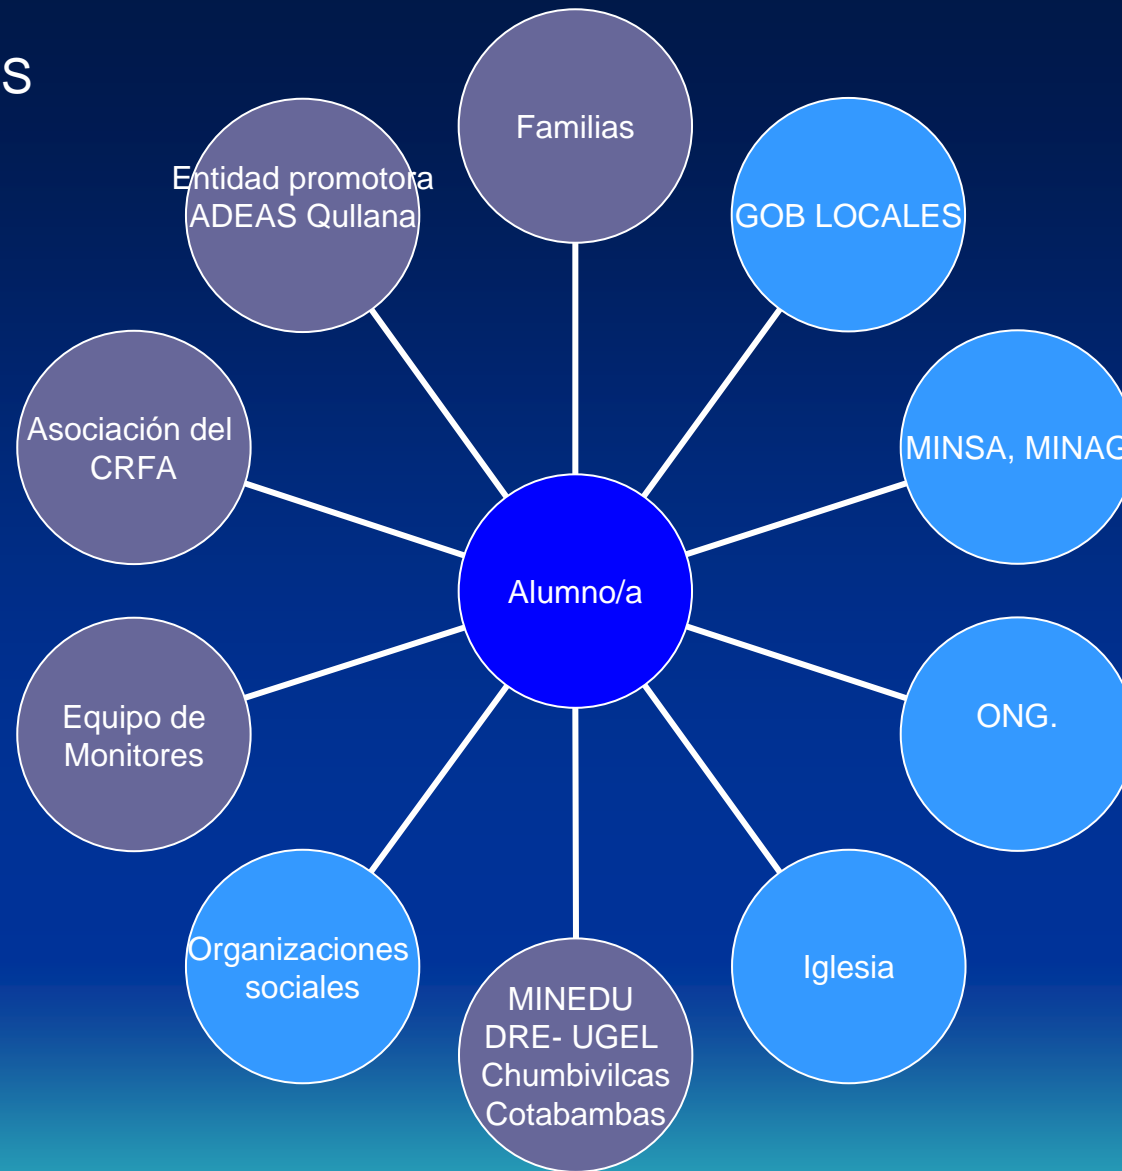 S
Familias
Entidad promotora
ADEAS Qullana
GOB LOCALES
Asociación del
CRFA
MINSA, MINAG
Alumno/a
Equipo de
Monitores
ONG.
Organizaciones
sociales
Iglesia
MINEDU
DRE- UGEL
Chumbivilcas
Cotabambas